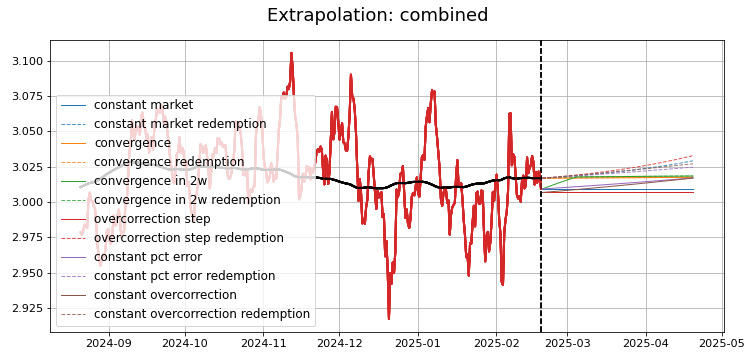 Extrapolation: combined
3.100
3.075
3.050
3.025
3.000
2.975
2.950
2.925
constant market
constant market redemption
convergence
convergence redemption
convergence in 2w
convergence in 2w redemption
overcorrection step
overcorrection step redemption
constant pct error
constant pct error redemption
constant overcorrection
constant overcorrection redemption
2024-09 2024-10 2024-11 2024-12 2025-01 2025-02 2025-03 2025-04 2025-05